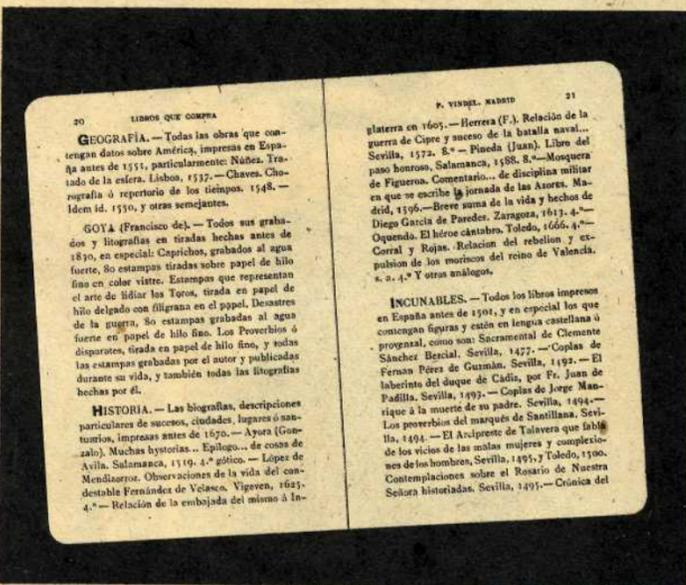 20 LIBROS QUE COMPRA
GEOGRAFÍA. — Todas las obras que con-
tengan datos sobre América, impresas en Espa-
ña antes de 1551, particularmente: Núñez. Tra-
tado de la esfera. Lisboa, 1537. — Chaves. Cho-
rografía ó repertorio de los tiempos. 1548. —
Idem id. 1550, y otras semejantes.
GOYA (Francisco de). — Todos sus graba-
dos y litografías en tiradas hechas antes de
1830, en especial: Caprichos, grabados al agua
fuerte, 80 estampas tiradas sobre papel de hilo
fino en color vistre. Estampas que representan
el arte de lidiar los Toros, tirada en papel de
hilo delgado con filigrana en el papel. Desastres
de la guerra, 80 estampas grabadas al agua
fuerte en papel de hilo fino. Los Proverbios ó
disparates, tirada en papel de hilo fino, y todas
las estampas grabadas por el autor y publicadas
durante su vida, y también todas las litografías
hechas por él.
HISTORIA. — Las biografías, descripciones
particulares de sucesos, ciudades, lugares ó san-
tuarios, impresas antes de 1670. — Ayora (Gon-
zalo). Muchas hystorias... Epílogo... de cosas de
Avila. Salamanca, 1519. 4.º gótico. — López de
Mendizorroz. Observaciones de la vida del con-
destable Fernández de Velasco. Vigeven, 1625.
4.º — Relación de la embajada del mismo á In-
P. VINDEL. MADRID 21
glaterra en 1605. — Herrera (F.). Relación de la
guerra de Cipre y suceso de la batalla naval...
Sevilla, 1572. 8.º — Pineda (Juan). Libro del
paso honroso, Salamanca, 1588. 8.º—Mosquera
de Figueroa. Comentario... de disciplina militar
en que se escribe la jornada de las Azores. Ma-
drid, 1596.—Breve suma de la vida y hechos de
Diego García de Paredez. Zaragoza, 1613. 4.º—
Oquendo. El héroe cántabro. Toledo, 1666. 4.º—
Corral y Rojas. Relacion del rebelion y ex-
pulsion de los moriscos del reino de Valencia.
s. a. 4.º Y otros análogos.
INCUNABLES. — Todos los libros impresos
en España antes de 1501, y en especial los que
contengan figuras y estén en lengua castellana ó
provenzal, como son: Sacramental de Clemente
Sánchez Bercial. Sevilla, 1477. — Coplas de
Fernan Pérez de Guzmán. Sevilla, 1492. — El
laberinto del duque de Cádiz, por Fr. Juan de
Padilla. Sevilla, 1493. — Coplas de Jorge Man-
rique á la muerte de su padre. Sevilla, 1494.—
Los proverbios del marqués de Santillana. Sevi-
lla, 1494. — El Arcipreste de Talavera que fabla
de los vicios de las malas mujeres y complexio-
nes de los hombres, Sevilla, 1495, y Toledo, 1500.
Contemplaciones sobre el Rosario de Nuestra
Señora historiadas. Sevilla, 1495.— Crónica del